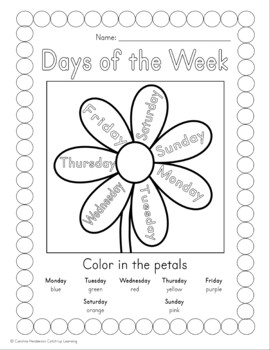 Name:
Days of the Week
Saturday
Friday
Sunday
Thursday
Monday
Wednesday
Tuesday
Color in the petals
Monday Tuesday Wednesday Thursday Friday
blue green red yellow purple
Saturday Sunday
orange pink
© Caroline Henderson Catch up Learning